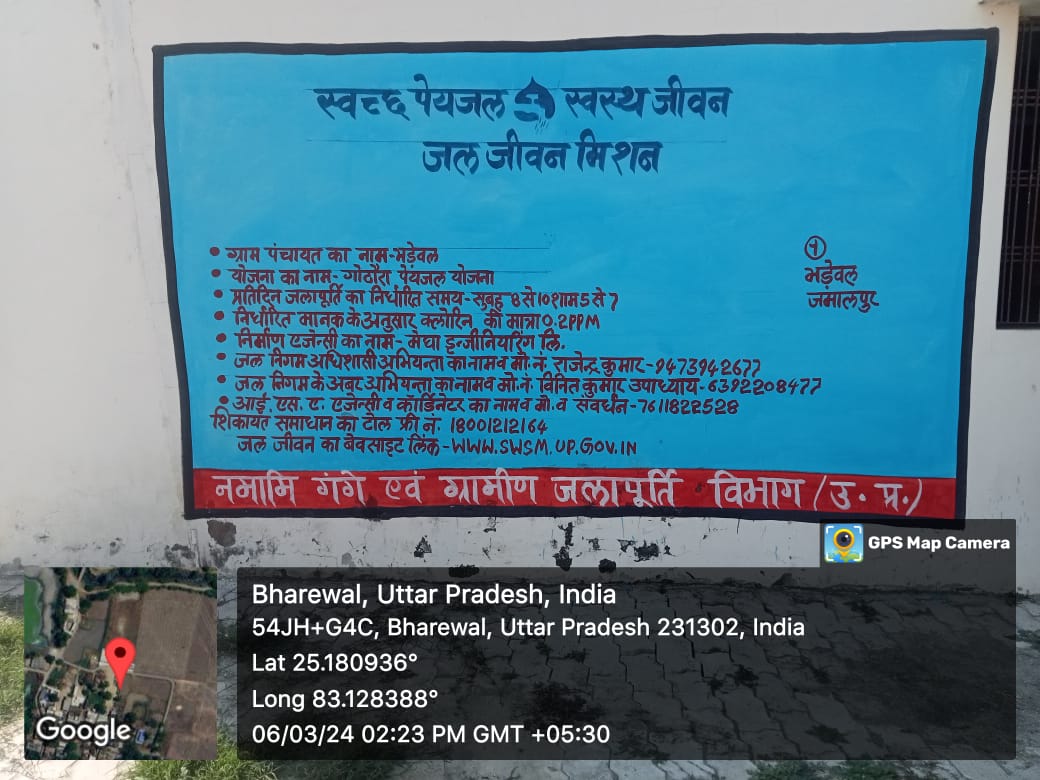 स्वच्छ पेयजल स्वस्थ जीवन
जल जीवन मिशन
• ग्राम पंचायत का नाम-भड़ेवल
• योजना का नाम- गोठौरा पेयजल योजना
• प्रतिदिन जलापूर्ति का निर्धारित समय-सुबह 8 से 10 शाम 5 से 7
• निर्धारित मानक के अनुसार क्लोरिन की मात्रा 0.2PPM
• निर्माण एजेन्सी का नाम- मेघा इन्जीनियरिंग लि.
• जल निगम अधिशासी अभियन्ता का नाम व मो.नं. राजेन्द्र कुमार-9473942677
• जल निगम के अवर अभियन्ता का नाम व मो.नं. विनित कुमार उपाध्याय-6392208477
• आई. एस. ए. एजेन्सी व कॉर्डिनेटर का नाम व मो.व संवर्धन-7611822528
शिकायत समाधान का टोल फ्री नं. 18001212164
जल जीवन का बेवसाइट लिंक-WWW.SWSM.UP.GOV.IN
१
भड़ेवल
जमालपुर
नमामि गंगे एवं ग्रामीण जलापूर्ति विभाग (उ. प्र.)
GPS Map Camera
Bharewal, Uttar Pradesh, India
54JH+G4C, Bharewal, Uttar Pradesh 231302, India
Lat 25.180936°
Long 83.128388°
06/03/24 02:23 PM GMT +05:30
Google